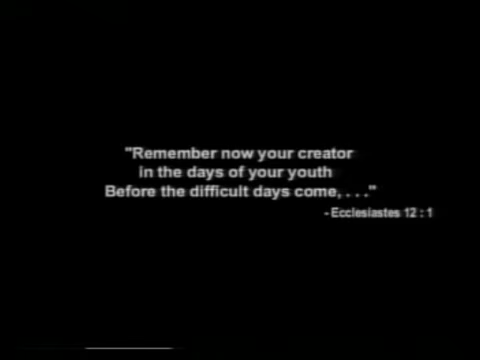 "Remember now your creator
in the days of your youth
Before the difficult days come, . . ."
- Ecclesiastes 12 : 1